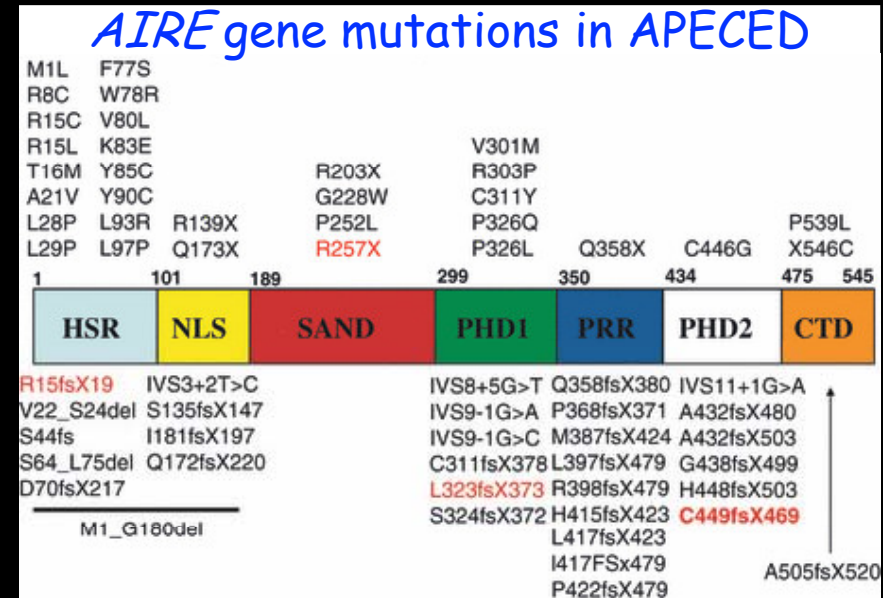 AIRE gene mutations in APECED
M1L F77S
R8C W78R
R15C V80L
R15L K83E V301M
T16M Y85C R203X R303P
A21V Y90C G228W C311Y
L28P L93R R139X P252L P326Q P539L
L29P L97P Q173X R257X P326L Q358X C446G X546C
1 101 189 299 350 434 475 545
HSR NLS SAND PHD1 PRR PHD2 CTD
R15fsX19 IVS3+2T>C IVS8+5G>T Q358fsX380 IVS11+1G>A
V22_S24del S135fsX147 IVS9-1G>A P368fsX371 A432fsX480
S44fs I181fsX197 IVS9-1G>C M387fsX424 A432fsX503
S64_L75del Q172fsX220 C311fsX378 L397fsX479 G438fsX499
D70fsX217 L323fsX373 R398fsX479 H448fsX503
M1_G180del S324fsX372 H415fsX423 C449fsX469
L417fsX423
I417FSx479 A505fsX520
P422fsX479